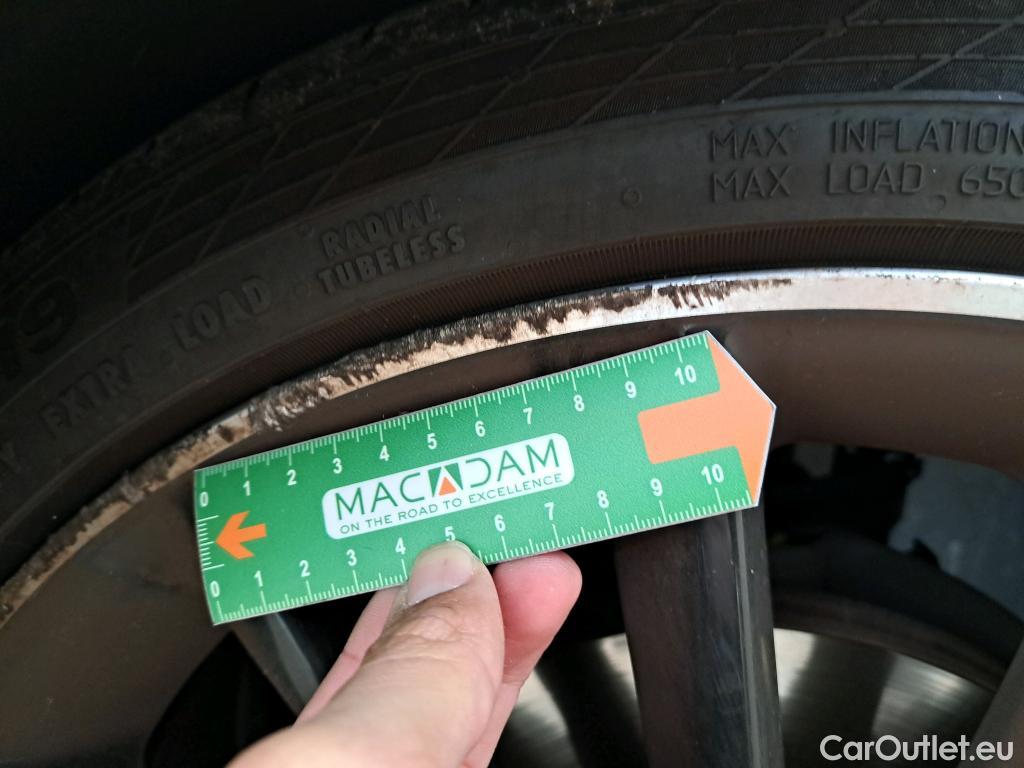 MAX INFLATION
MAX LOAD 650
RADIAL
TUBELESS
EXTRA LOAD
19
0 1 2 3 4 5 6 7 8 9 10
MACADAM
ON THE ROAD TO EXCELLENCE
0 1 2 3 4 5 6 7 8 9 10
CarOutlet.eu